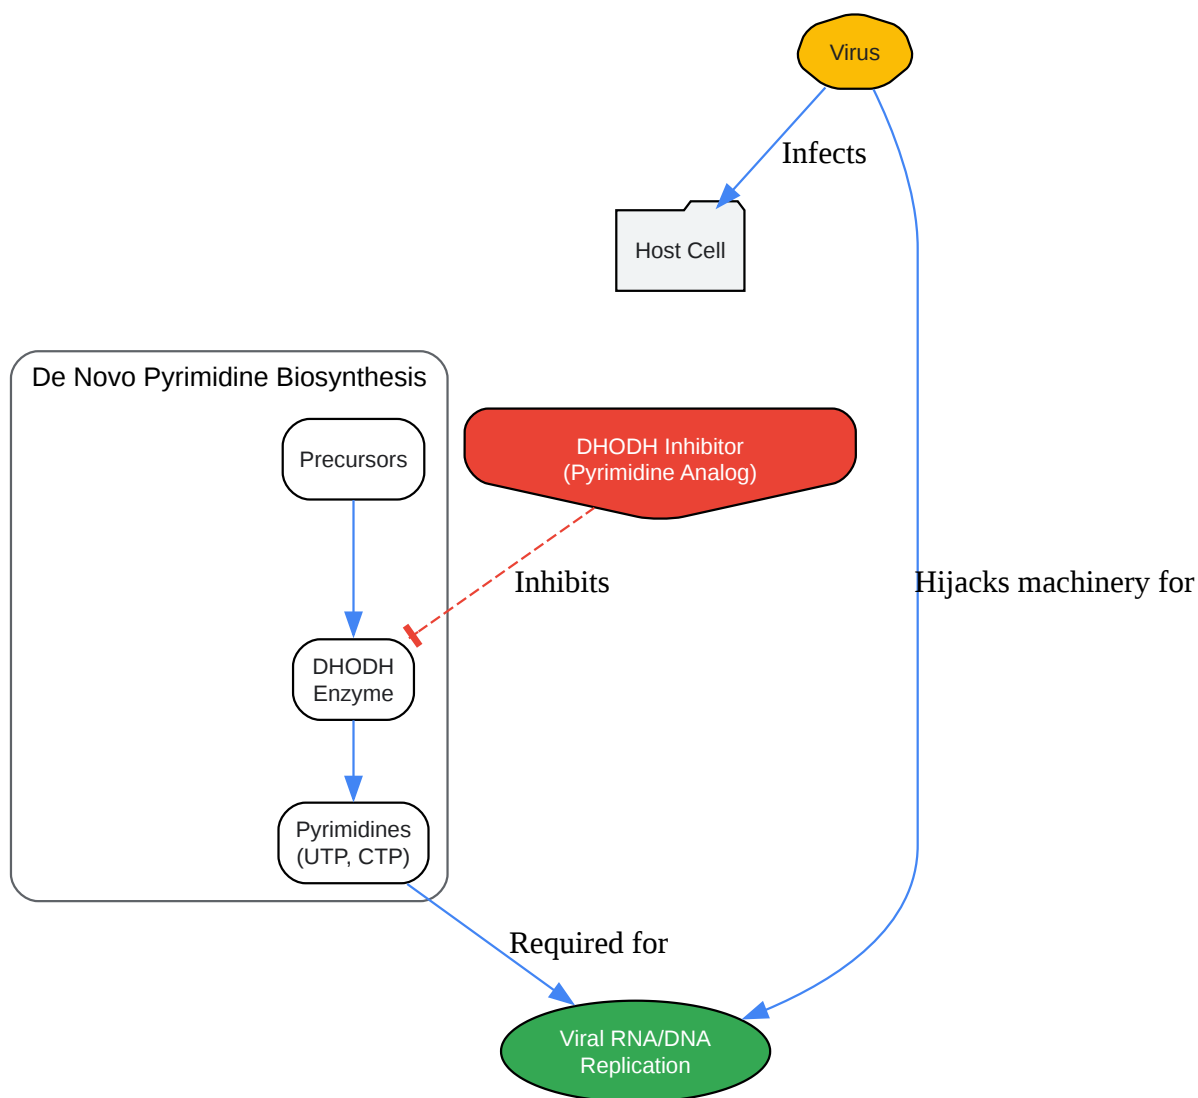 Virus
Infects
Host Cell
De Novo Pyrimidine Biosynthesis
Precursors
DHODH Inhibitor
(Pyrimidine Analog)
Inhibits
Hijacks machinery for
DHODH
Enzyme
Pyrimidines
(UTP, CTP)
Required for
Viral RNA/DNA
Replication